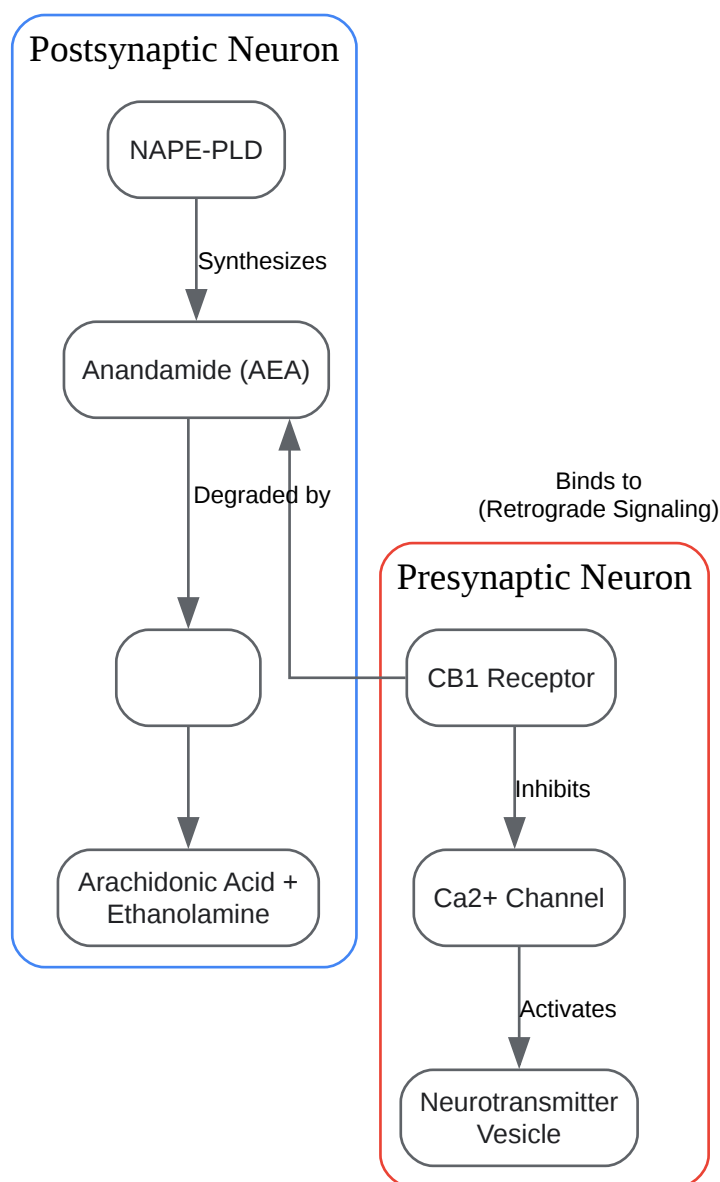 Postsynaptic Neuron
NAPE-PLD
Synthesizes
Anandamide (AEA)
Degraded by
Arachidonic Acid +
Ethanolamine
Binds to
(Retrograde Signaling)
Presynaptic Neuron
CB1 Receptor
Inhibits
Ca2+ Channel
Activates
Neurotransmitter
Vesicle